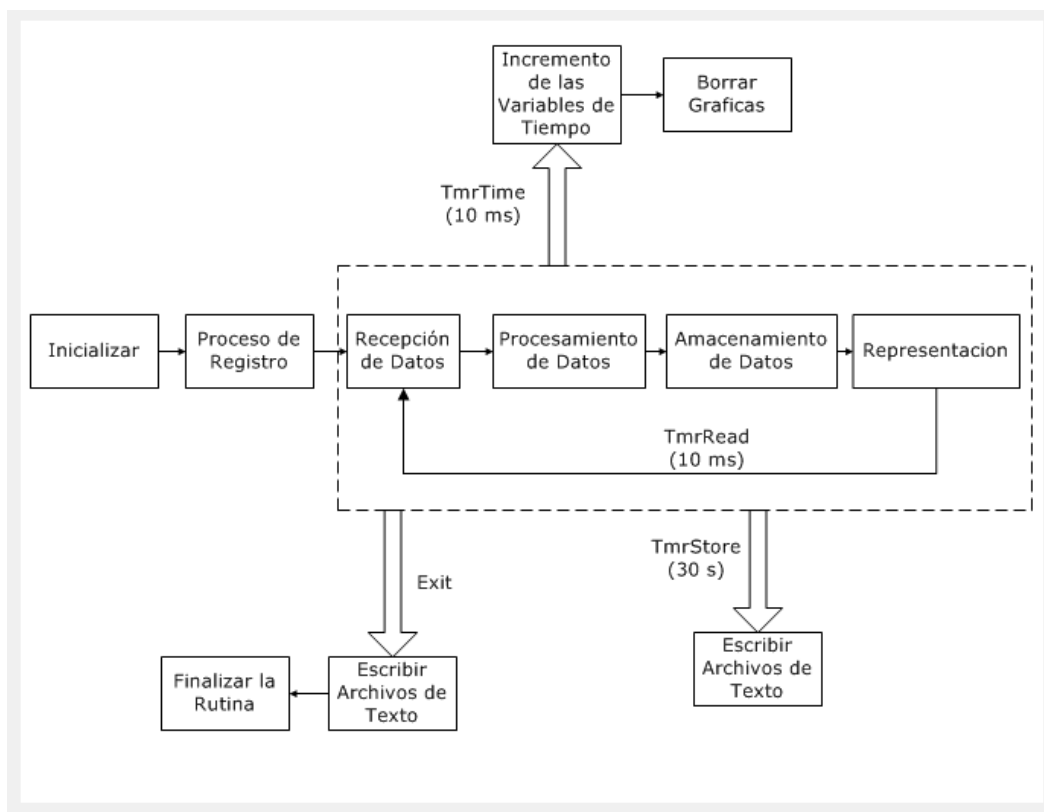 Incremento
de las
Variables de
Tiempo
Borrar
Graficas
TmrTime
(10 ms)
Inicializar
Proceso de
Registro
Recepción
de Datos
Procesamiento
de Datos
Amacenamiento
de Datos
Representacion
TmrRead
(10 ms)
Exit
TmrStore
(30 s)
Finalizar la
Rutina
Escribir
Archivos de
Texto
Escribir
Archivos de
Texto